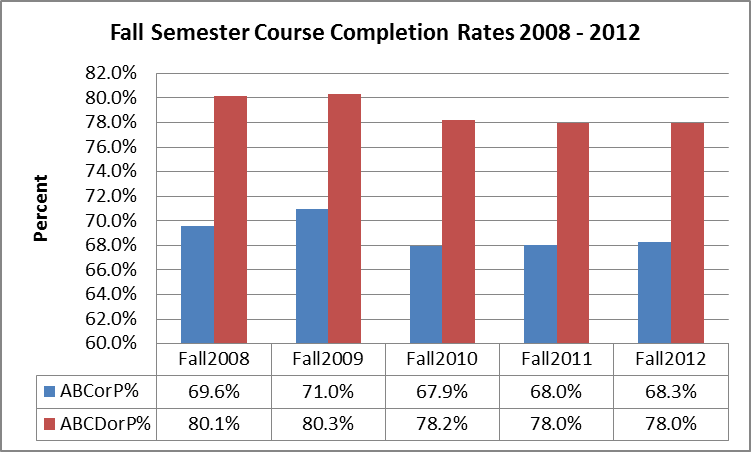 Fall Semester Course Completion Rates 2008 - 2012
82.0%
80.0%
78.0%
76.0%
74.0%
72.0%
70.0%
68.0%
66.0%
64.0%
62.0%
60.0%
Percent
Fall2008 Fall2009 Fall2010 Fall2011 Fall2012
ABCorP% 69.6% 71.0% 67.9% 68.0% 68.3%
ABCDorP% 80.1% 80.3% 78.2% 78.0% 78.0%